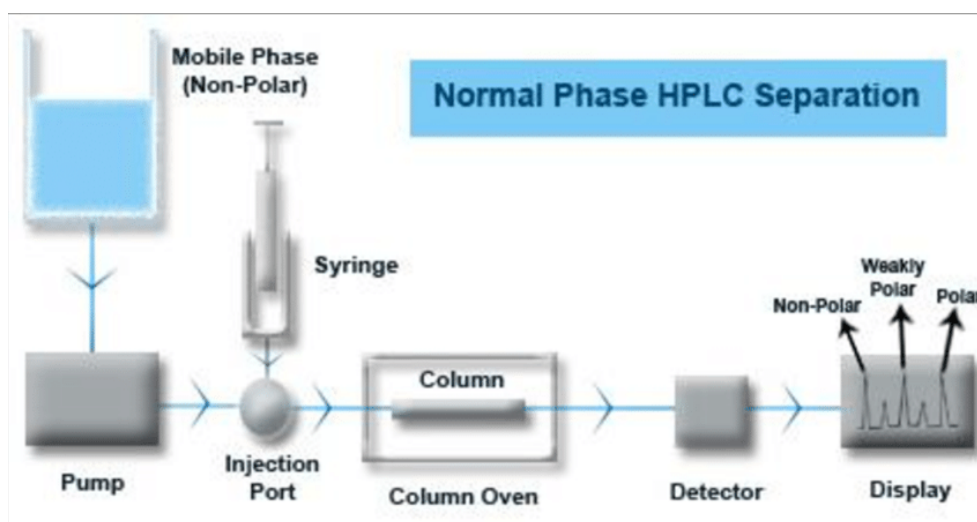 Mobile Phase
(Non-Polar)
Normal Phase HPLC Separation
Syringe
Weakly
Polar
Non-Polar
Polar
Column
Pump
Injection
Port
Column Oven
Detector
Display